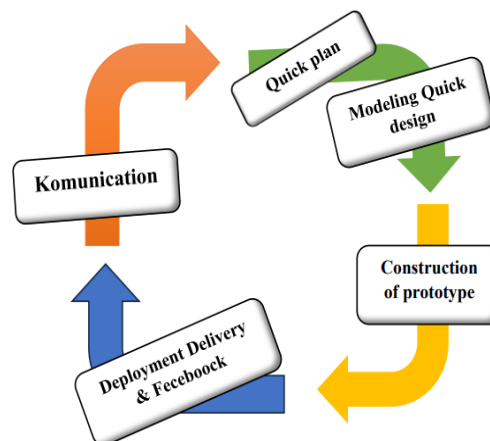 Quick plan
Modeling Quick
design
Komunication
Construction
of prototype
Deployment Delivery
& Feceboock